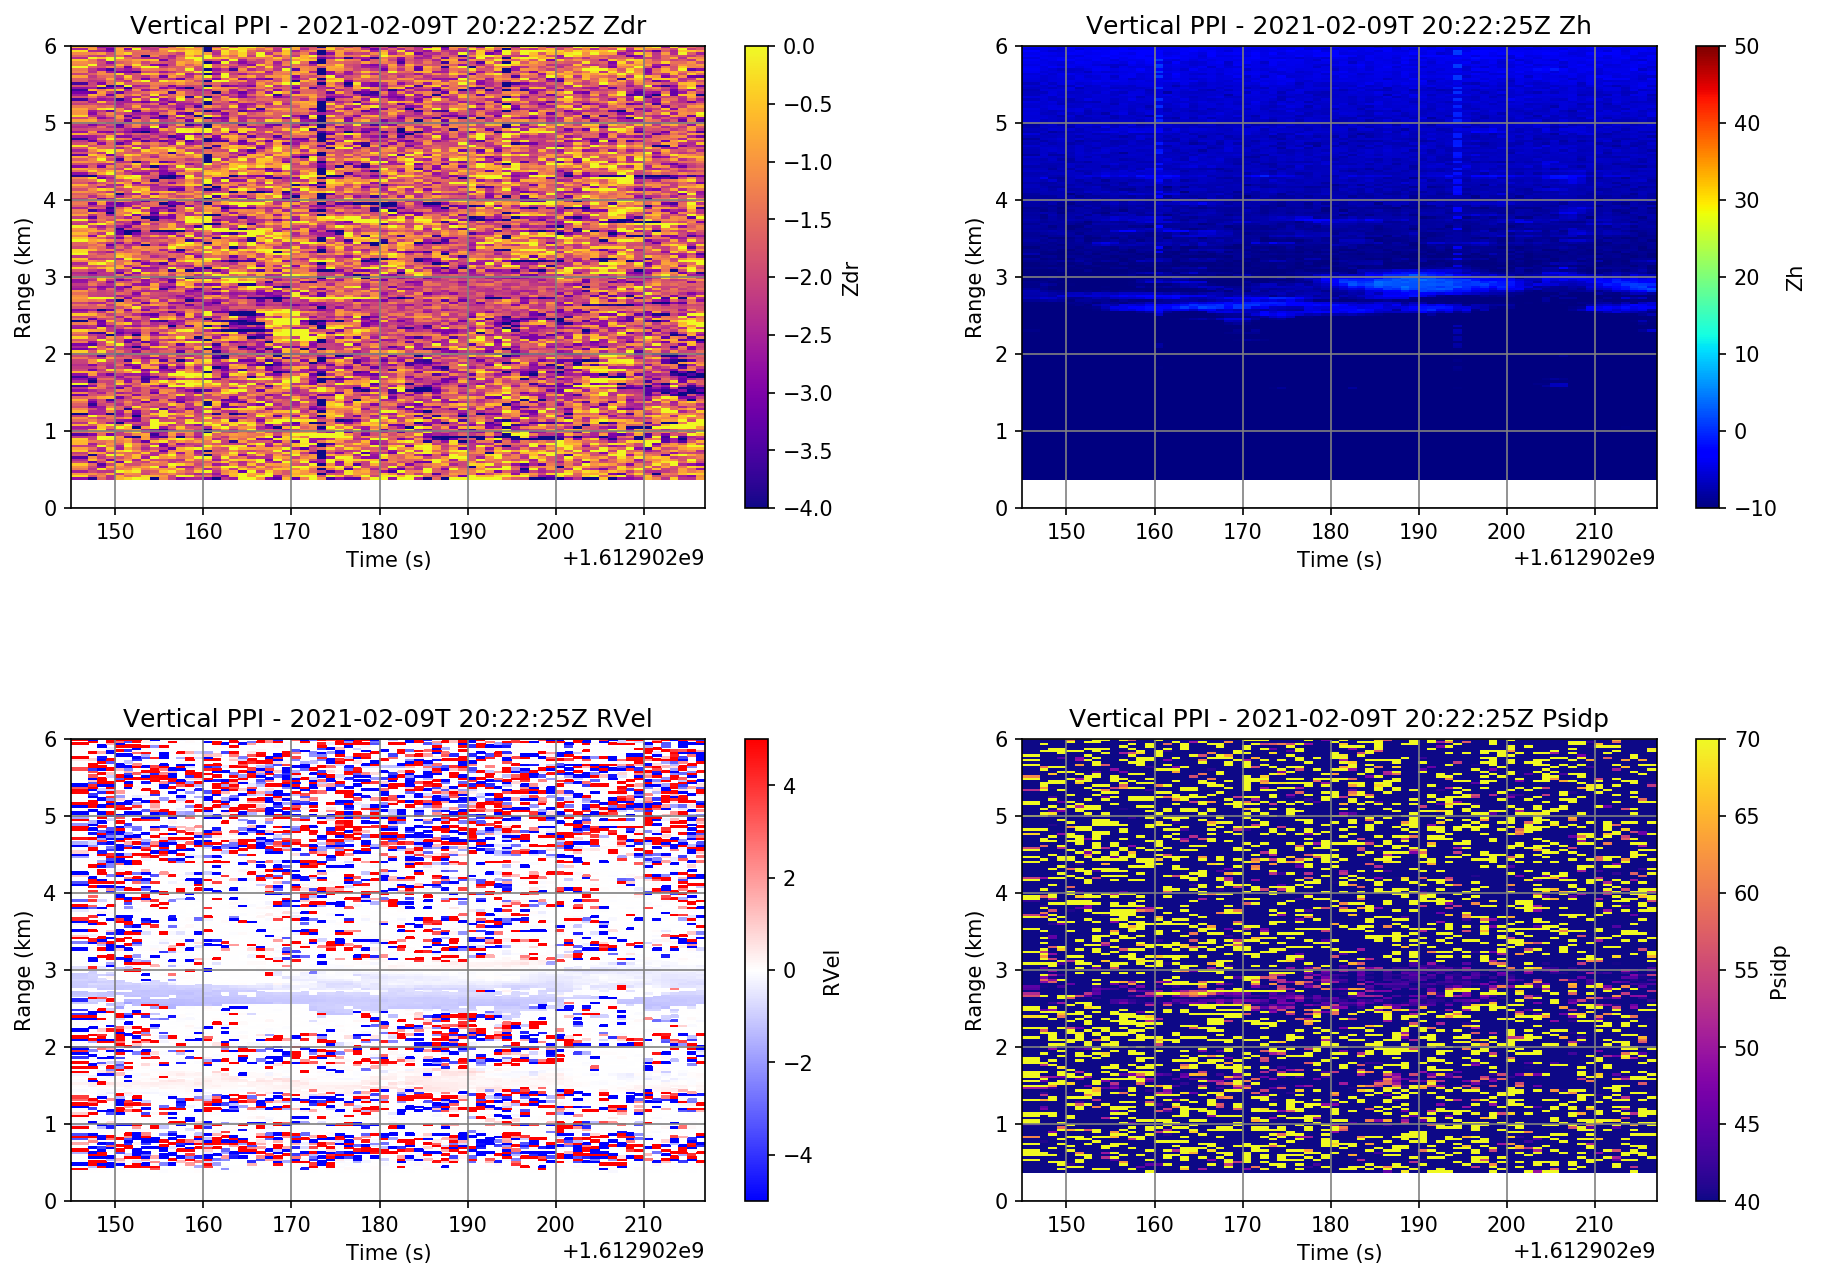 Vertical PPI - 2021-02-09T 20:22:25Z Zdr
6
5
4
3
2
1
0
Range (km)
150 160 170 180 190 200 210
Time (s)
+1.612902e9
0.0
−0.5
−1.0
−1.5
−2.0
−2.5
−3.0
−3.5
−4.0
Zdr
Vertical PPI - 2021-02-09T 20:22:25Z Zh
6
5
4
3
2
1
0
Range (km)
150 160 170 180 190 200 210
Time (s)
+1.612902e9
50
40
30
20
10
0
−10
Zh
Vertical PPI - 2021-02-09T 20:22:25Z RVel
6
5
4
3
2
1
0
Range (km)
150 160 170 180 190 200 210
Time (s)
+1.612902e9
4
2
0
−2
−4
RVel
Vertical PPI - 2021-02-09T 20:22:25Z Psidp
6
5
4
3
2
1
0
Range (km)
150 160 170 180 190 200 210
Time (s)
+1.612902e9
70
65
60
55
50
45
40
Psidp